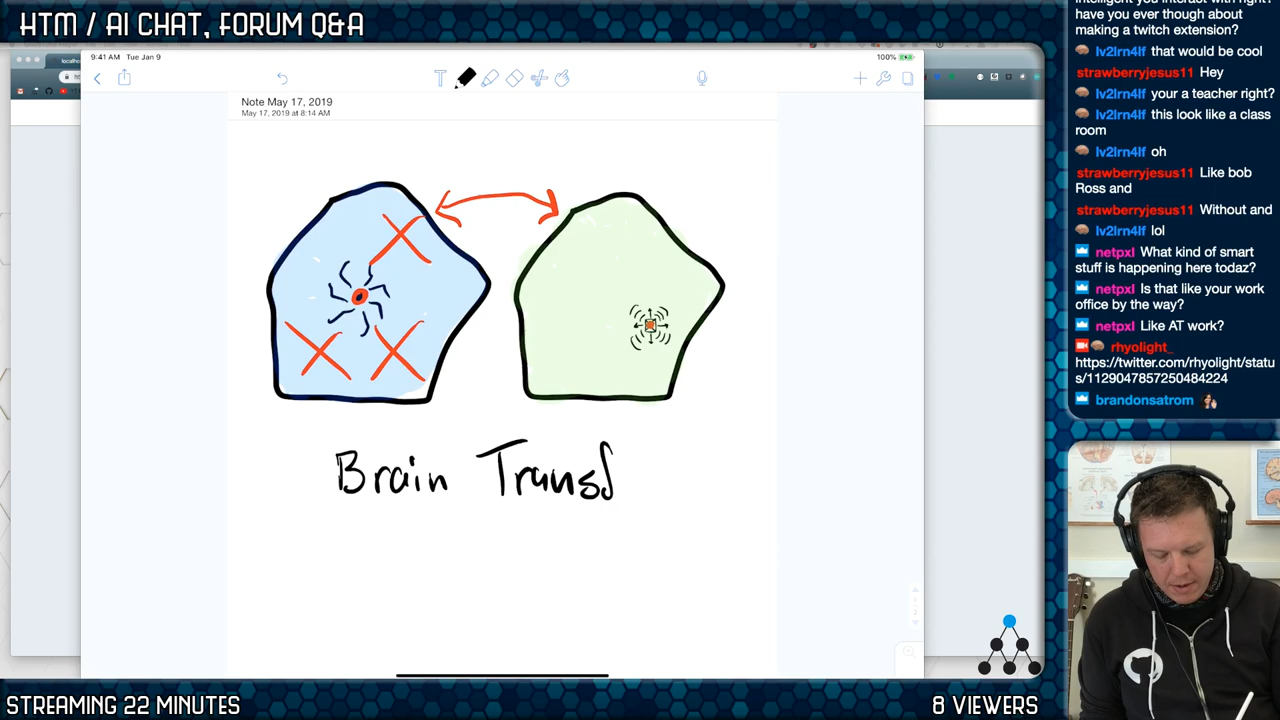 HTM / AI CHAT, FORUM Q&A
9:41 AM Tue Jan 9
100%
Note May 17, 2019
May 17, 2019 at 8:14 AM
Brain Transf
intelligent you interact with right?
have you ever though about
making a twitch extension?
lv2lrn4lf that would be cool
strawberryjesus11 Hey
lv2lrn4lf your a teacher right?
lv2lrn4lf this look like a class
room
lv2lrn4lf oh
strawberryjesus11 Like bob
Ross and
strawberryjesus11 Without and
lv2lrn4lf lol
netpxl What kind of smart
stuff is happening here todaz?
netpxl Is that like your work
office by the way?
netpxl Like AT work?
rhyolight_
https://twitter.com/rhyolight/statu
s/1129047857250484224
brandonsatrom
STREAMING 22 MINUTES
8 VIEWERS